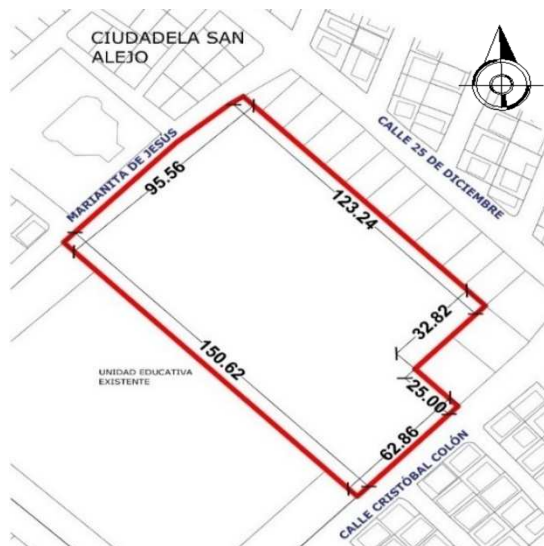 CIUDADELA SAN
ALEJO
CALLE 25 DE DICIEMBRE
MARIANITA DE JESÚS
95.56
123.24
32.82
150.62
UNIDAD EDUCATIVA
EXISTENTE
25.00
62.86
CALLE CRISTÓBAL COLÓN